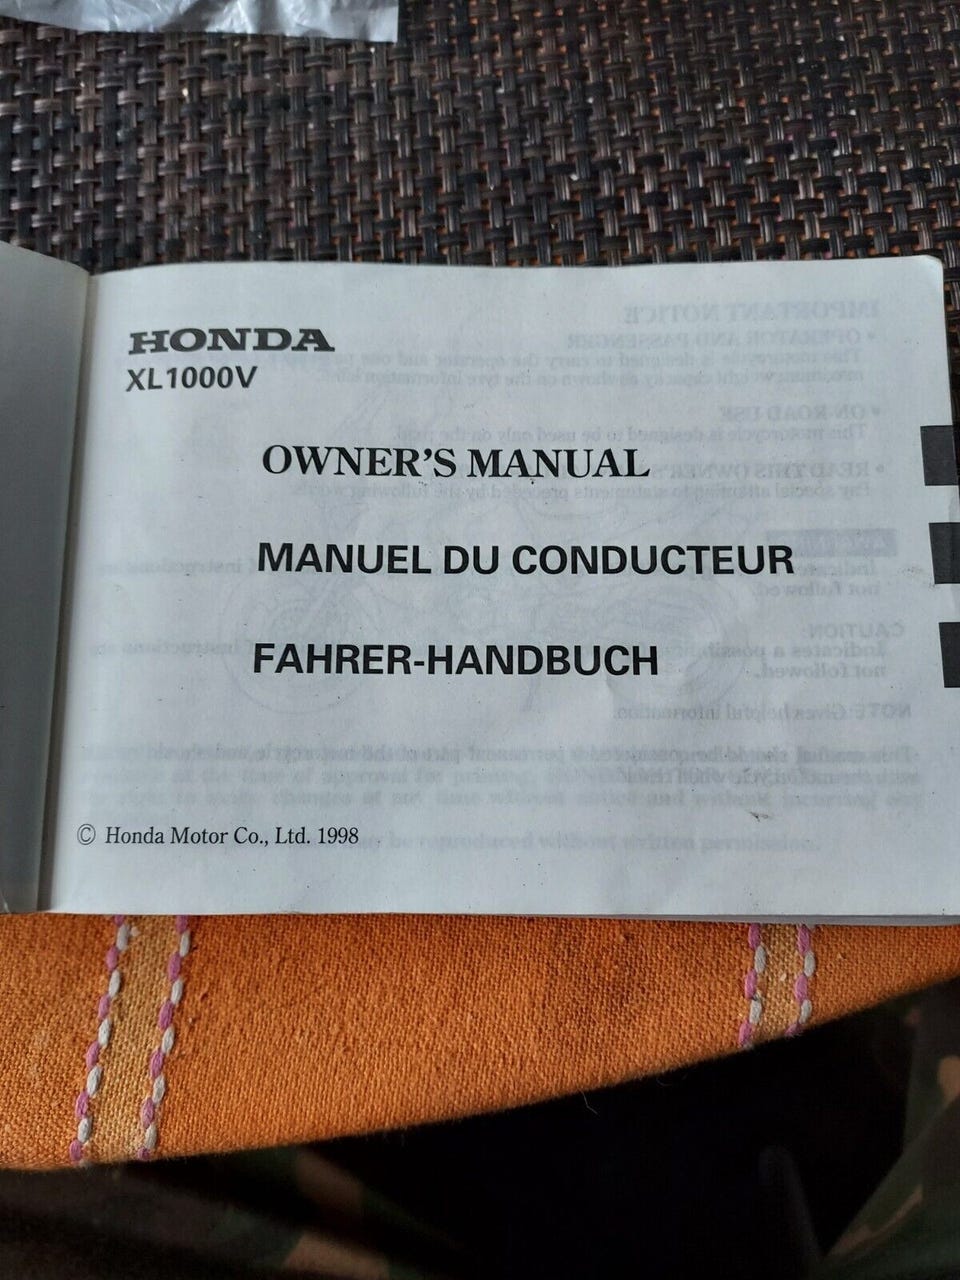 HONDA
XL1000V
OWNER'S MANUAL
MANUEL DU CONDUCTEUR
FAHRER-HANDBUCH
© Honda Motor Co., Ltd. 1998